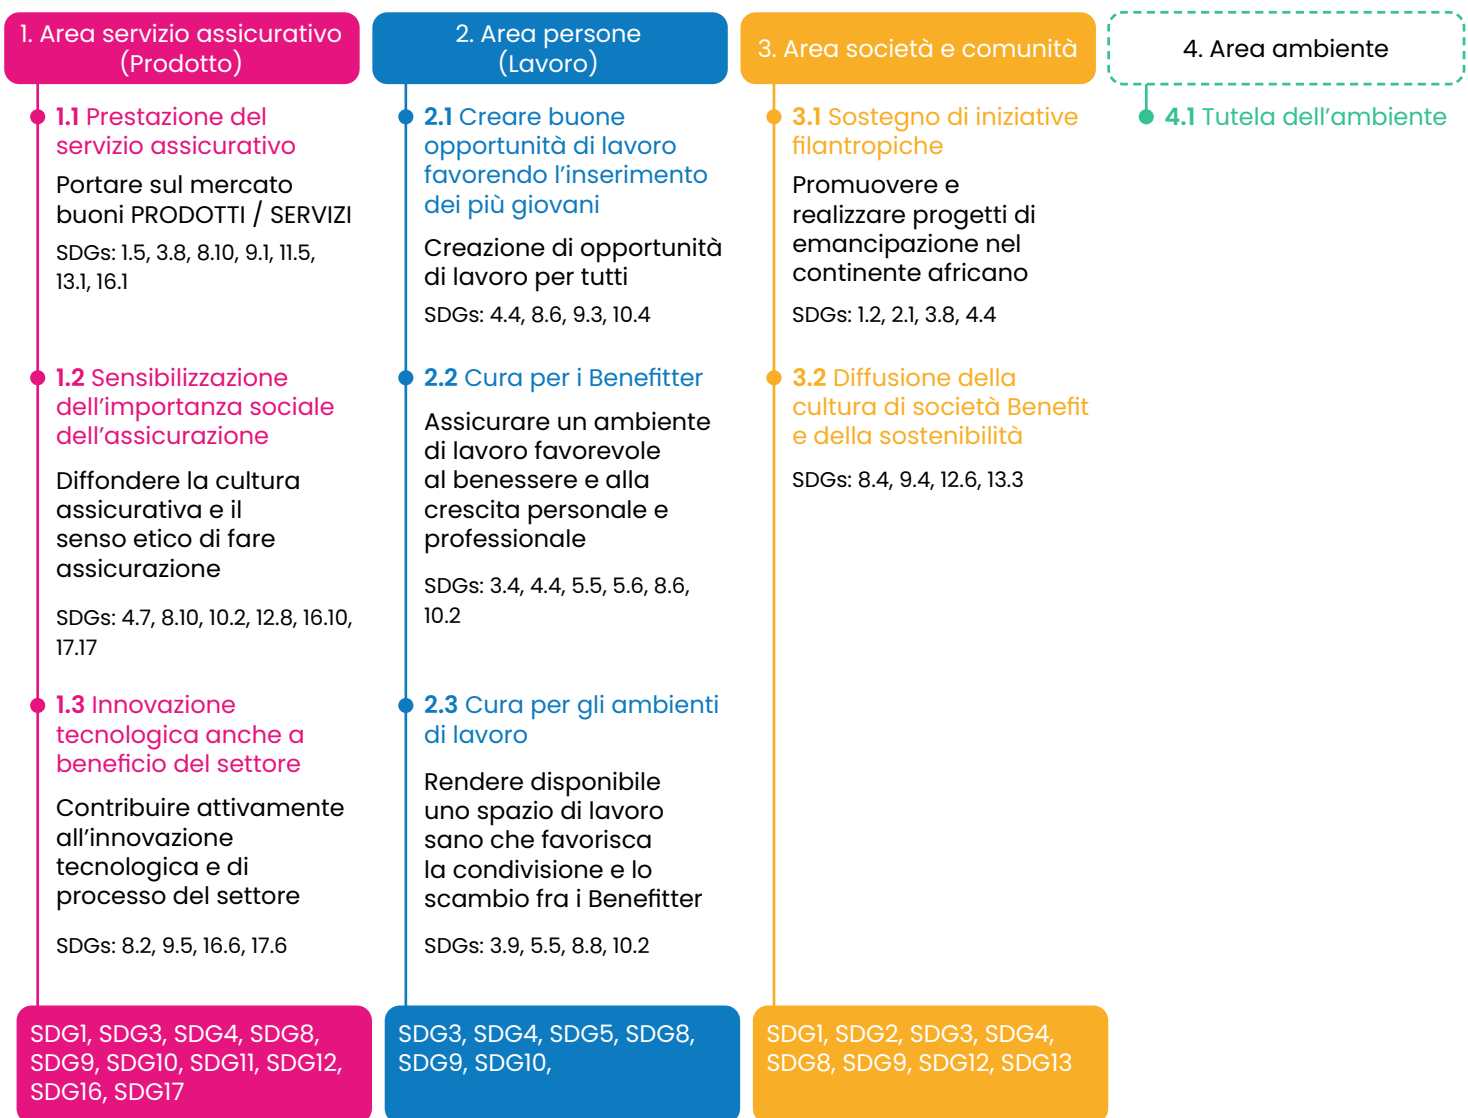 1. Area servizio assicurativo
(Prodotto)
1.1 Prestazione del
servizio assicurativo
Portare sul mercato
buoni PRODOTTI / SERVIZI
SDGs: 1.5, 3.8, 8.10, 9.1, 11.5,
13.1, 16.1
1.2 Sensibilizzazione
dell’importanza sociale
dell’assicurazione
Diffondere la cultura
assicurativa e il
senso etico di fare
assicurazione
SDGs: 4.7, 8.10, 10.2, 12.8, 16.10,
17.17
1.3 Innovazione
tecnologica anche a
beneficio del settore
Contribuire attivamente
all’innovazione
tecnologica e di
processo del settore
SDGs: 8.2, 9.5, 16.6, 17.6
SDG1, SDG3, SDG4, SDG8,
SDG9, SDG10, SDG11, SDG12,
SDG16, SDG17
2. Area persone
(Lavoro)
2.1 Creare buone
opportunità di lavoro
favorendo l’inserimento
dei più giovani
Creazione di opportunità
di lavoro per tutti
SDGs: 4.4, 8.6, 9.3, 10.4
2.2 Cura per i Benefitter
Assicurare un ambiente
di lavoro favorevole
al benessere e alla
crescita personale e
professionale
SDGs: 3.4, 4.4, 5.5, 5.6, 8.6,
10.2
2.3 Cura per gli ambienti
di lavoro
Rendere disponibile
uno spazio di lavoro
sano che favorisca
la condivisione e lo
scambio fra i Benefitter
SDGs: 3.9, 5.5, 8.8, 10.2
SDG3, SDG4, SDG5, SDG8,
SDG9, SDG10,
3. Area società e comunità
3.1 Sostegno di iniziative
filantropiche
Promuovere e
realizzare progetti di
emancipazione nel
continente africano
SDGs: 1.2, 2.1, 3.8, 4.4
3.2 Diffusione della
cultura di società Benefit
e della sostenibilità
SDGs: 8.4, 9.4, 12.6, 13.3
SDG1, SDG2, SDG3, SDG4,
SDG8, SDG9, SDG12, SDG13
4. Area ambiente
4.1 Tutela dell’ambiente